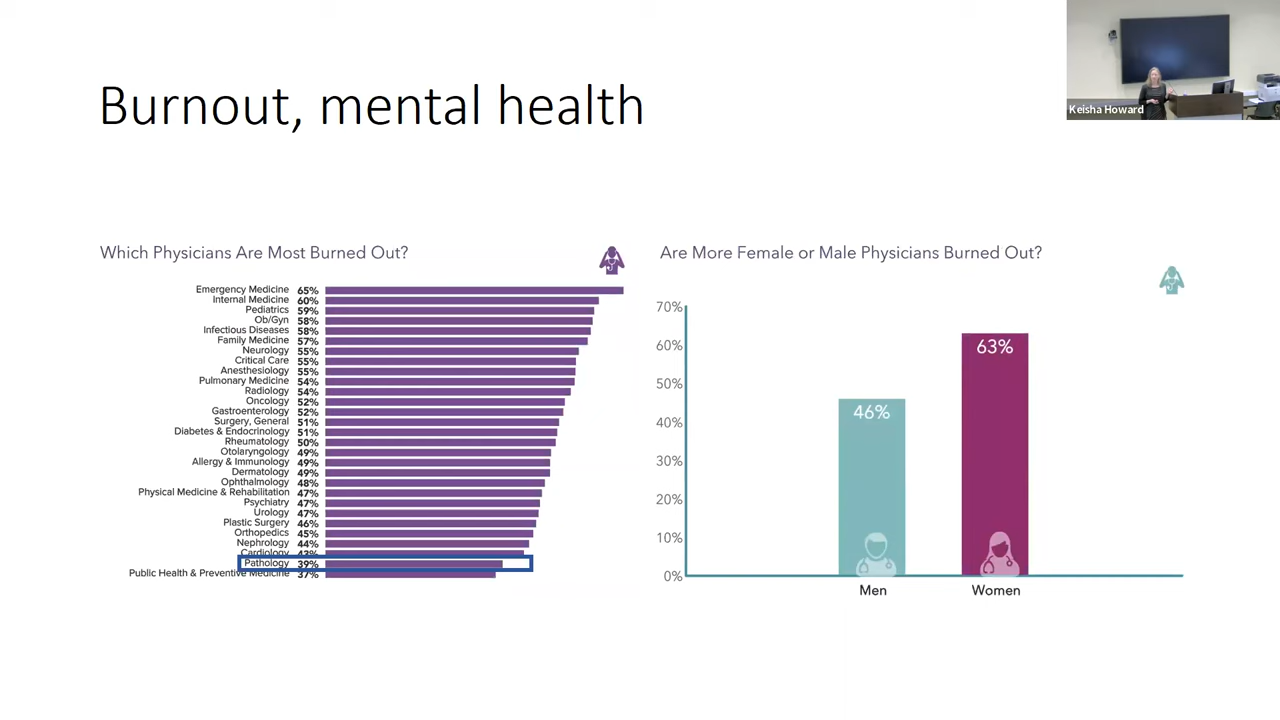 Burnout, mental health
Keisha Howard
Which Physicians Are Most Burned Out?
Emergency Medicine 65%
Internal Medicine 60%
Pediatrics 59%
Ob/Gyn 58%
Infectious Diseases 58%
Family Medicine 57%
Neurology 55%
Critical Care 55%
Anesthesiology 55%
Pulmonary Medicine 54%
Radiology 54%
Oncology 52%
Gastroenterology 52%
Surgery, General 51%
Diabetes & Endocrinology 51%
Rheumatology 50%
Otolaryngology 49%
Allergy & Immunology 49%
Dermatology 49%
Ophthalmology 48%
Physical Medicine & Rehabilitation 47%
Psychiatry 47%
Urology 47%
Plastic Surgery 46%
Orthopedics 45%
Nephrology 44%
Cardiology 43%
Pathology 39%
Public Health & Preventive Medicine 37%
Are More Female or Male Physicians Burned Out?
70%
60%
50%
40%
30%
20%
10%
0%
46%
63%
Men
Women